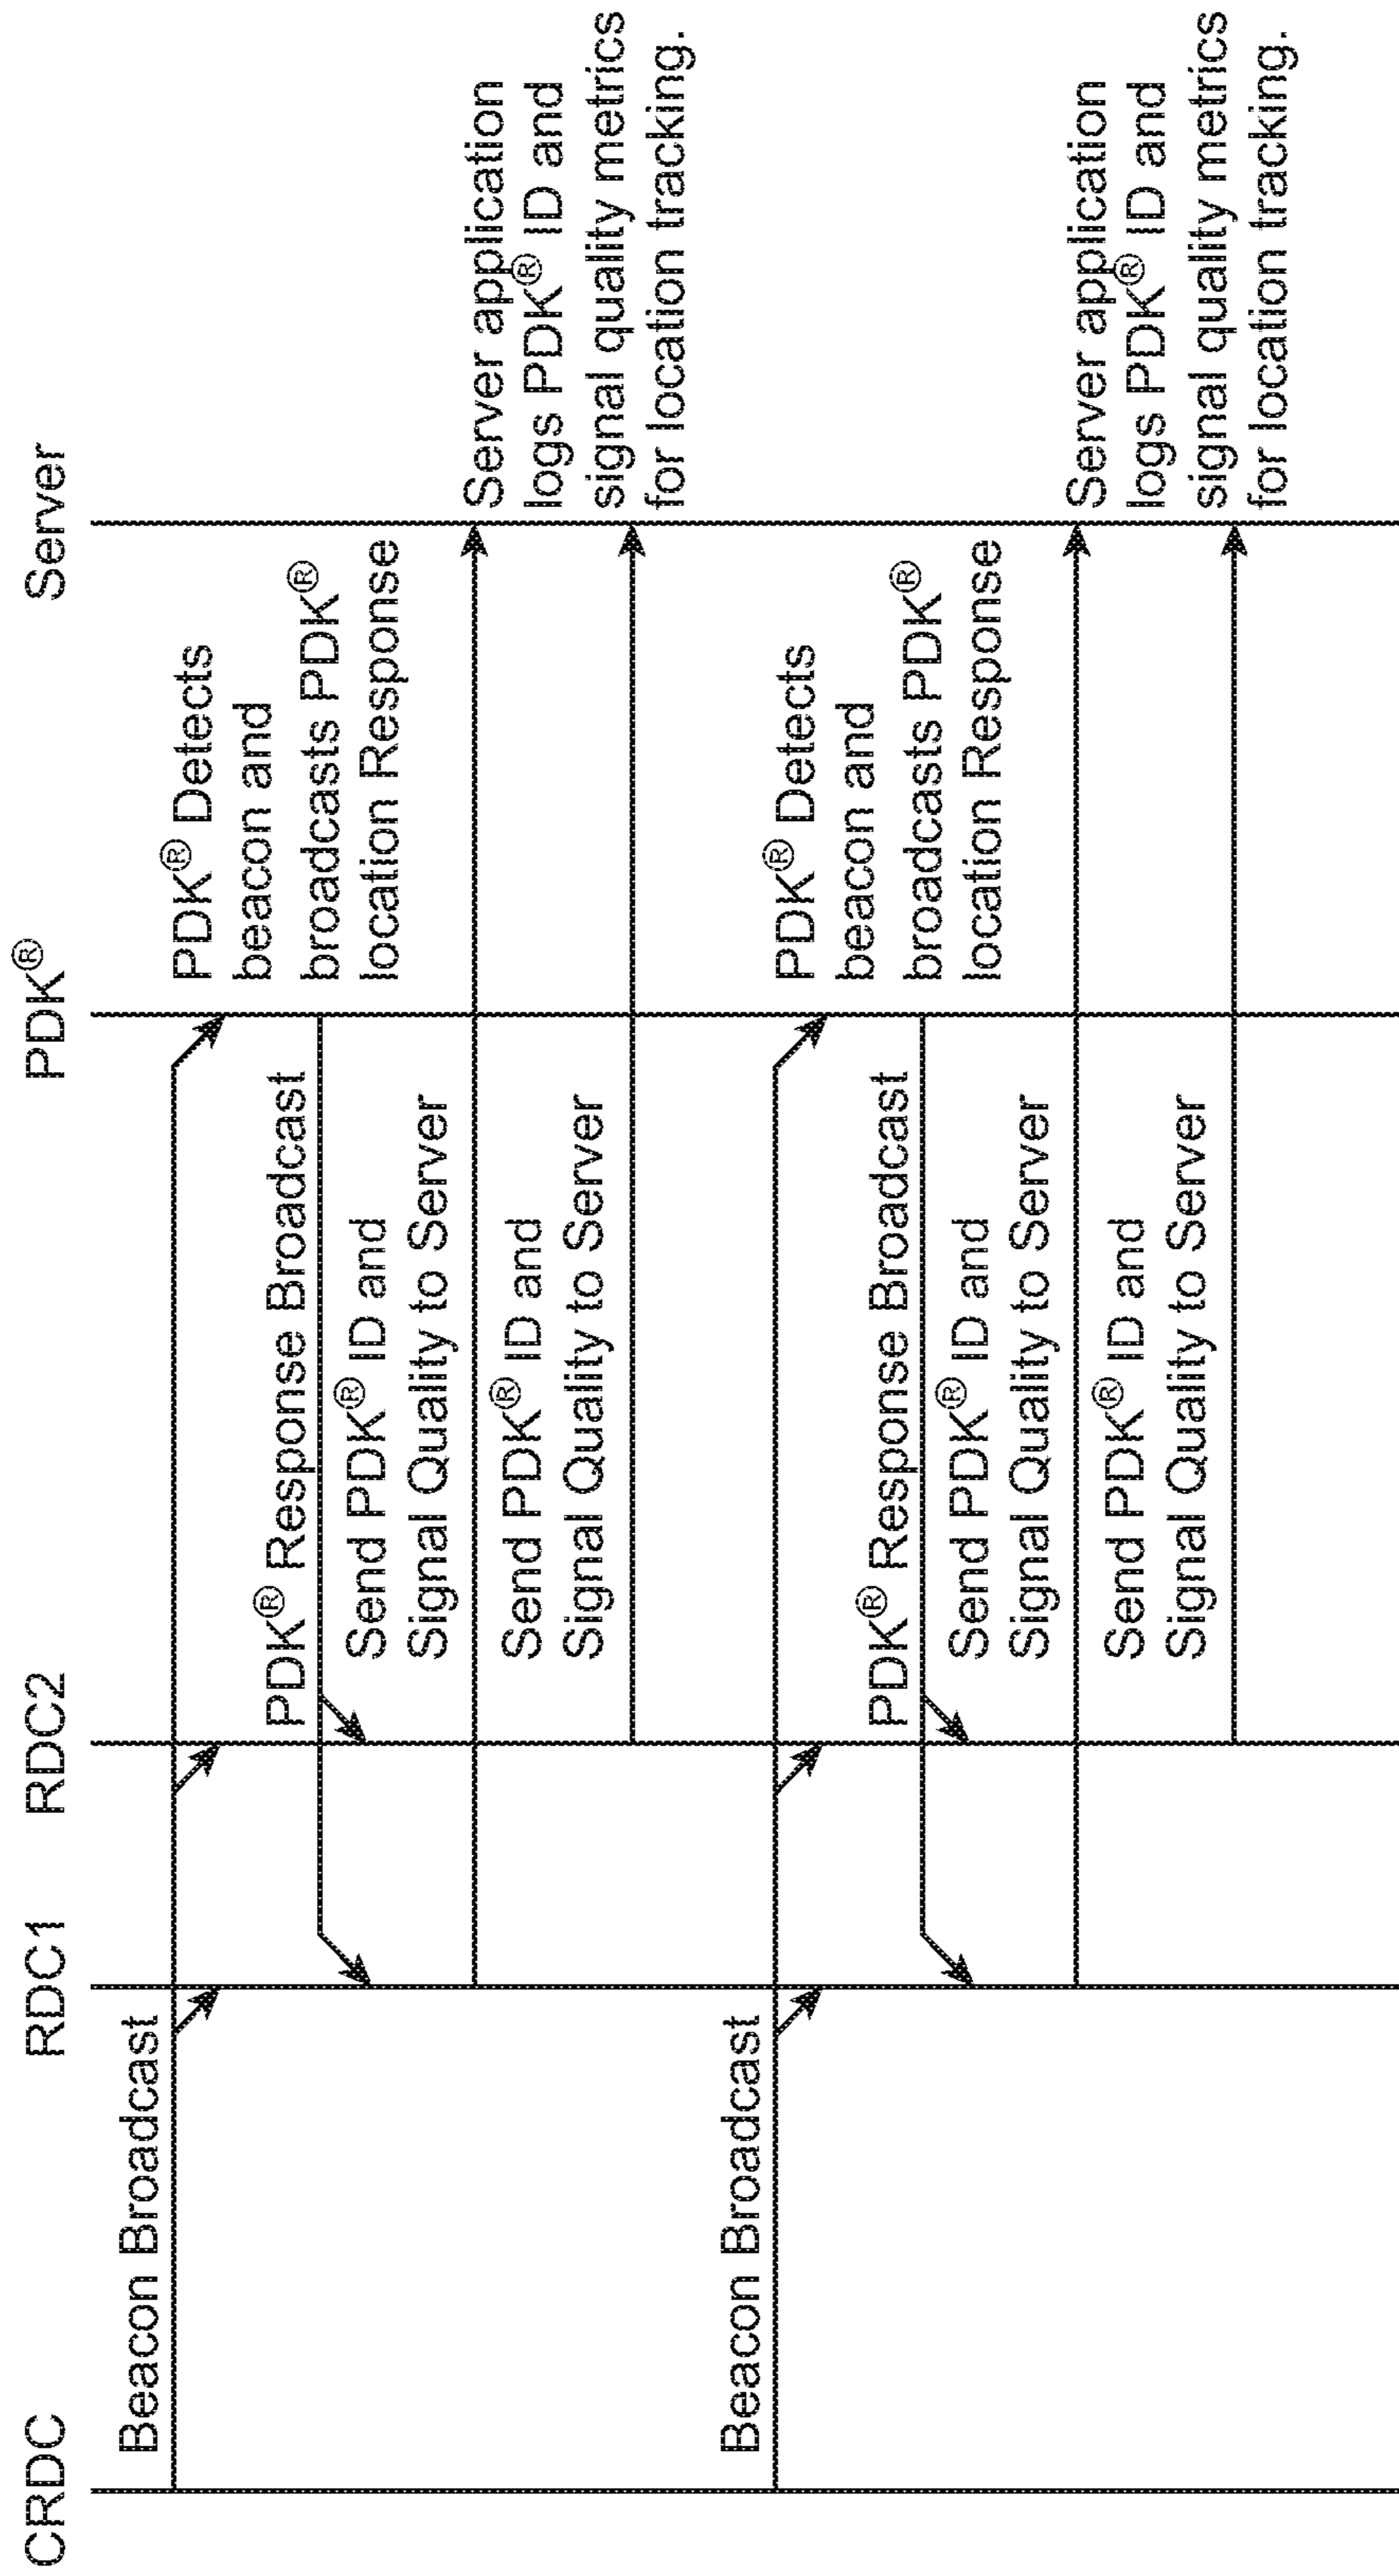 CRDC
RDC1
RDC2
PDK®
Server
Beacon Broadcast
PDK® Detects
beacon and
broadcasts PDK®
location Response
PDK® Response Broadcast
Send PDK® ID and
Signal Quality to Server
Server application
logs PDK® ID and
signal quality metrics
for location tracking.
Send PDK® ID and
Signal Quality to Server
Beacon Broadcast
PDK® Detects
beacon and
broadcasts PDK®
location Response
PDK® Response Broadcast
Send PDK® ID and
Signal Quality to Server
Server application
logs PDK® ID and
signal quality metrics
for location tracking.
Send PDK® ID and
Signal Quality to Server